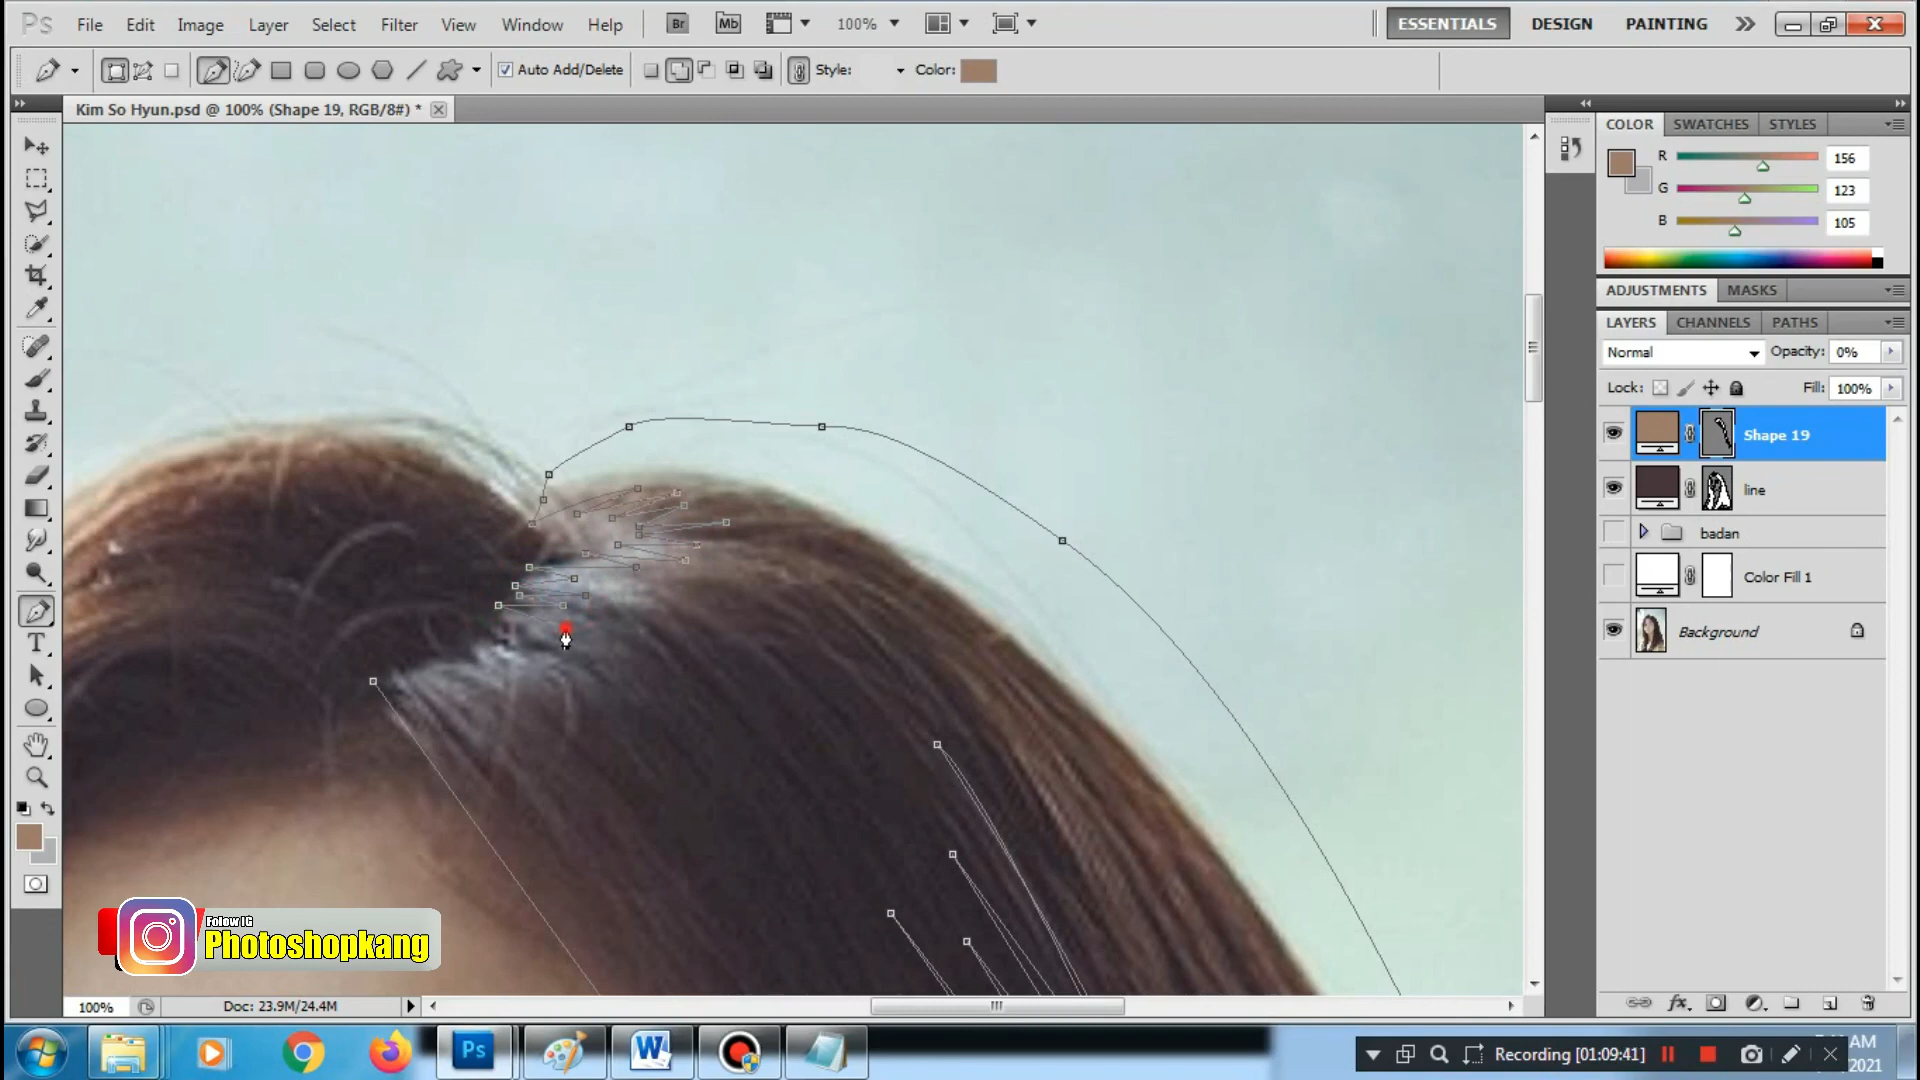 Ps File Edit Image Layer Select Filter View Window Help Br Mb 100% ESSENTIALS DESIGN PAINTING
Auto Add/Delete Style: Color:
Kim So Hyun.psd @ 100% (Shape 19, RGB/8#) *
COLOR SWATCHES STYLES
R 156
G 123
B 105
ADJUSTMENTS MASKS
LAYERS CHANNELS PATHS
Normal Opacity: 0%
Lock: Fill: 100%
Shape 19
line
badan
Color Fill 1
Background
Folow IG
Photoshopkang
100% Doc: 23.9M/24.4M
fx
Ps W Recording [01:09:41] AM
2021